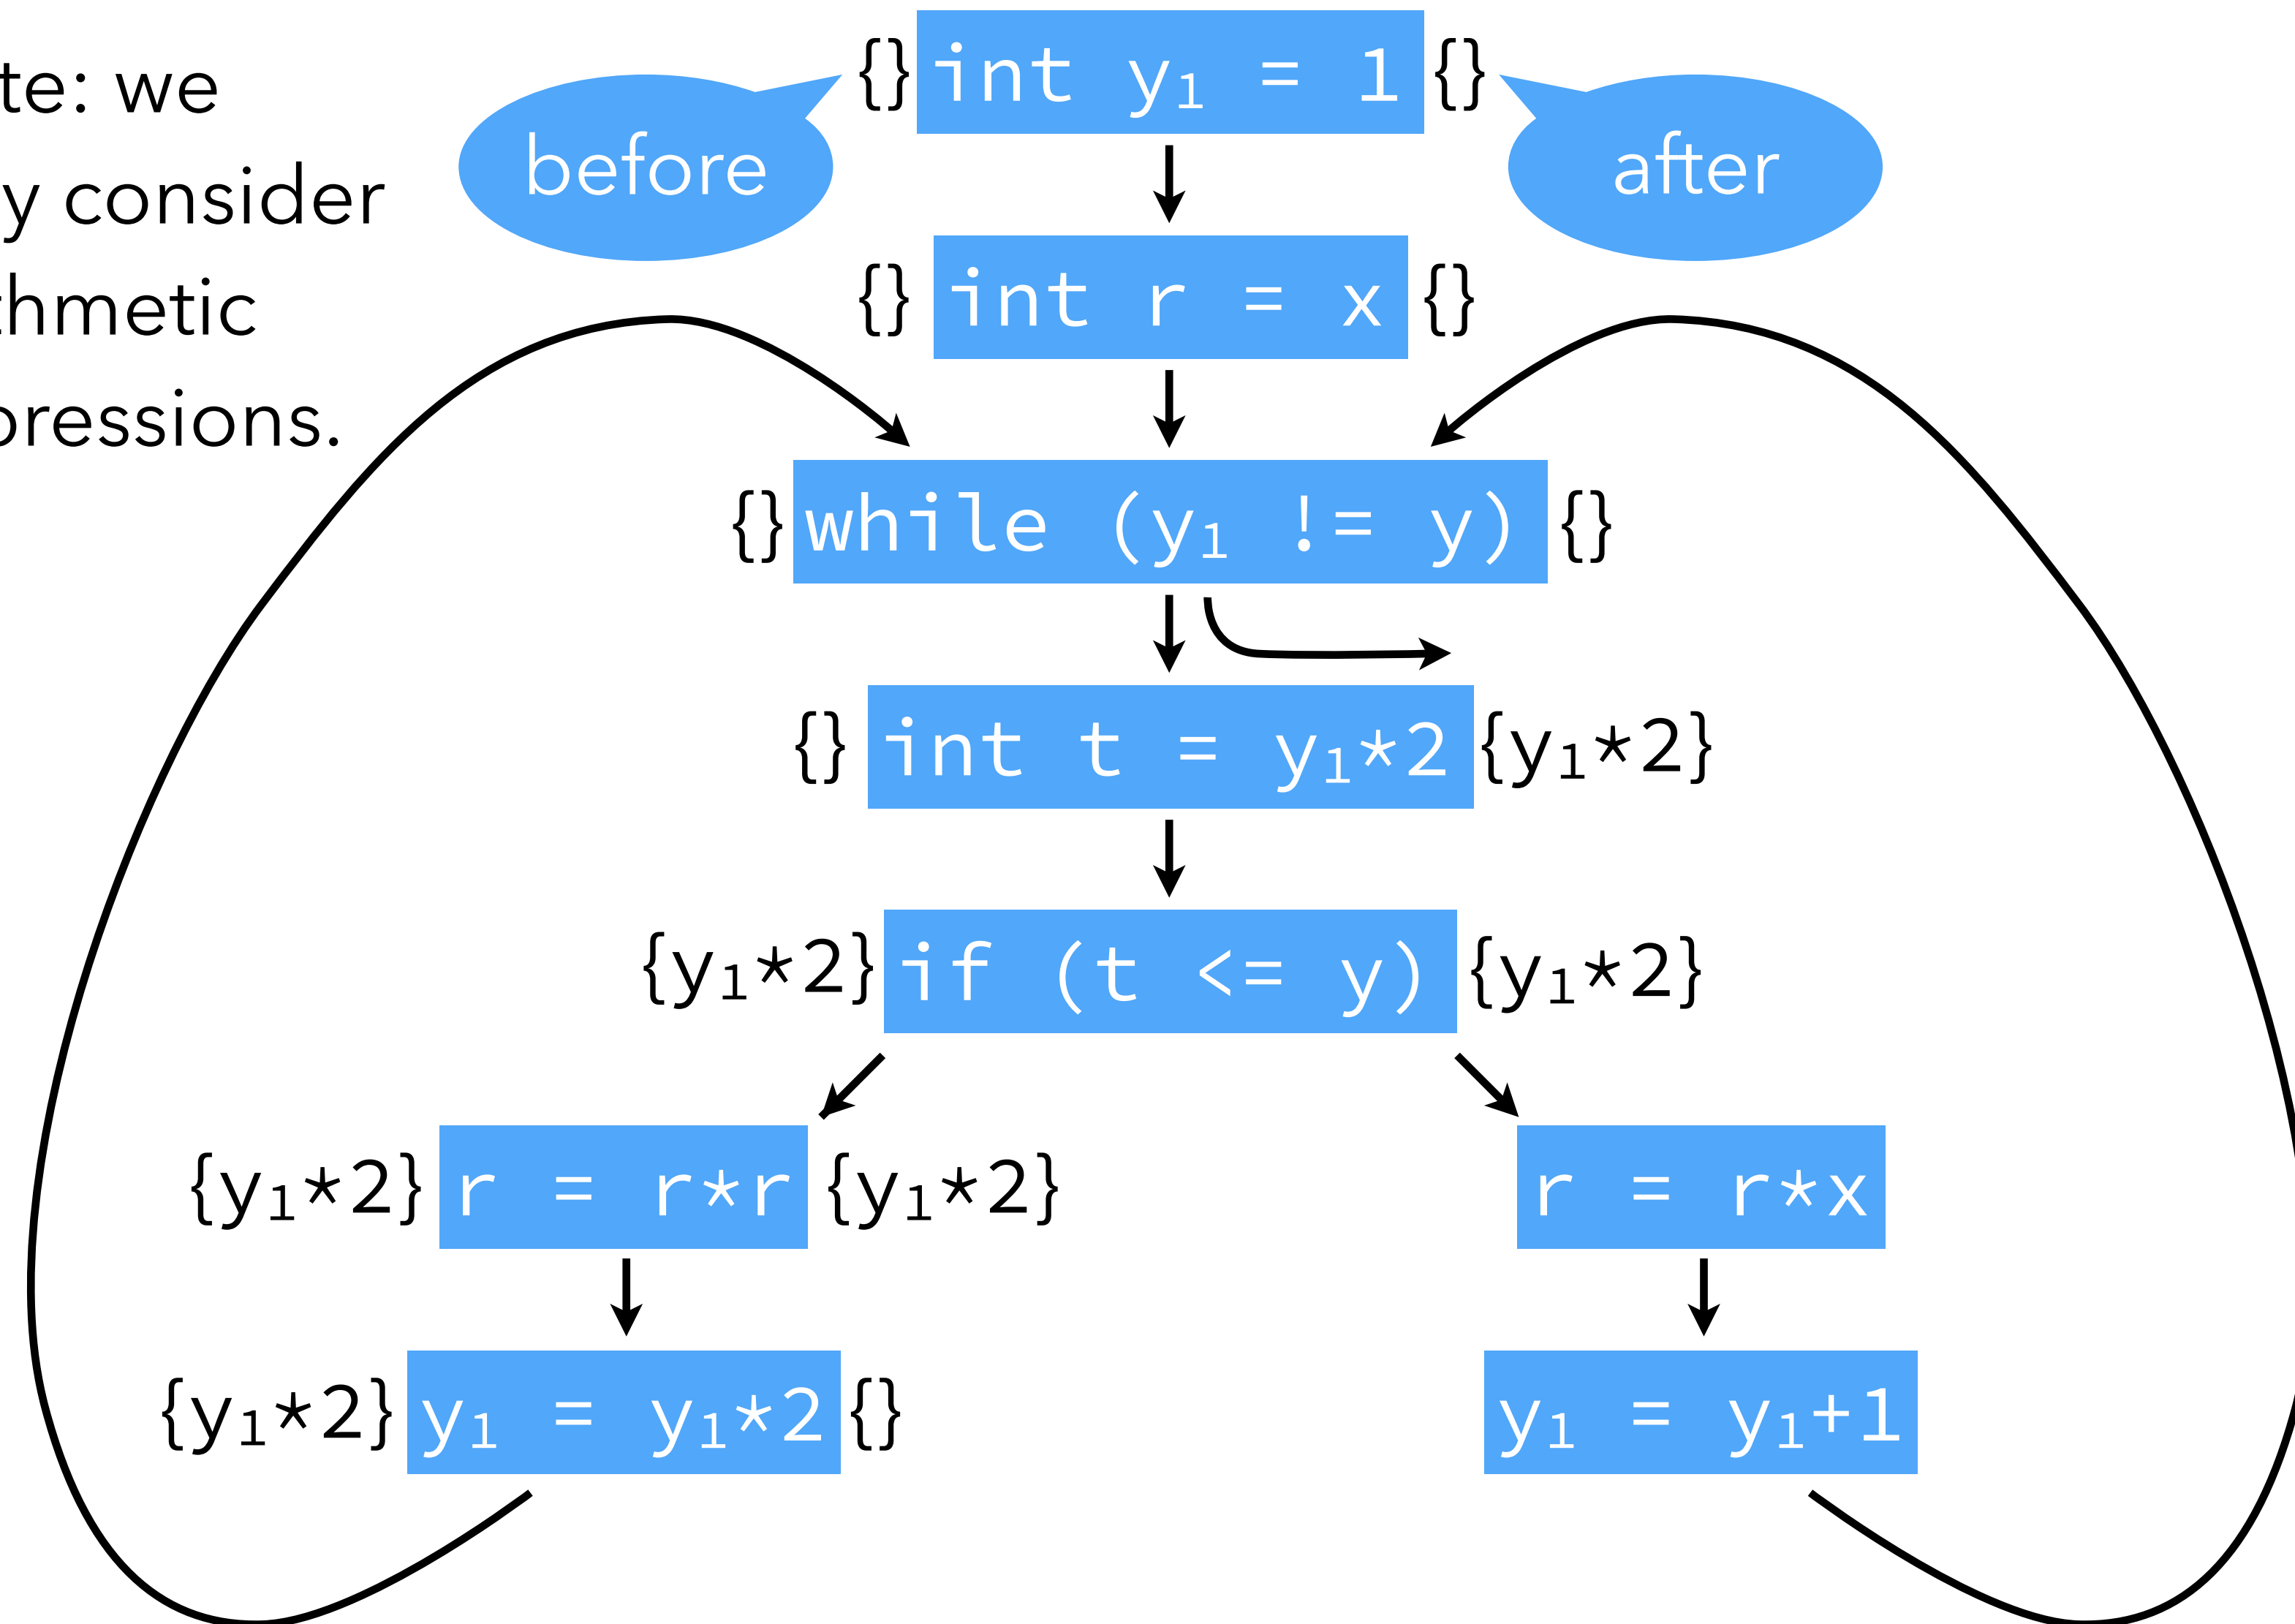 te: we
y consider
hmetic
ressions.
before
after
{} int y₁ = 1 {}
{} int r = x {}
{} while (y₁ != y) {}
{} int t = y₁*2 {y₁*2}
{y₁*2} if (t <= y) {y₁*2}
{y₁*2} r = r*r {y₁*2}
r = r*x
{y₁*2} y₁ = y₁*2 {}
y₁ = y₁+1